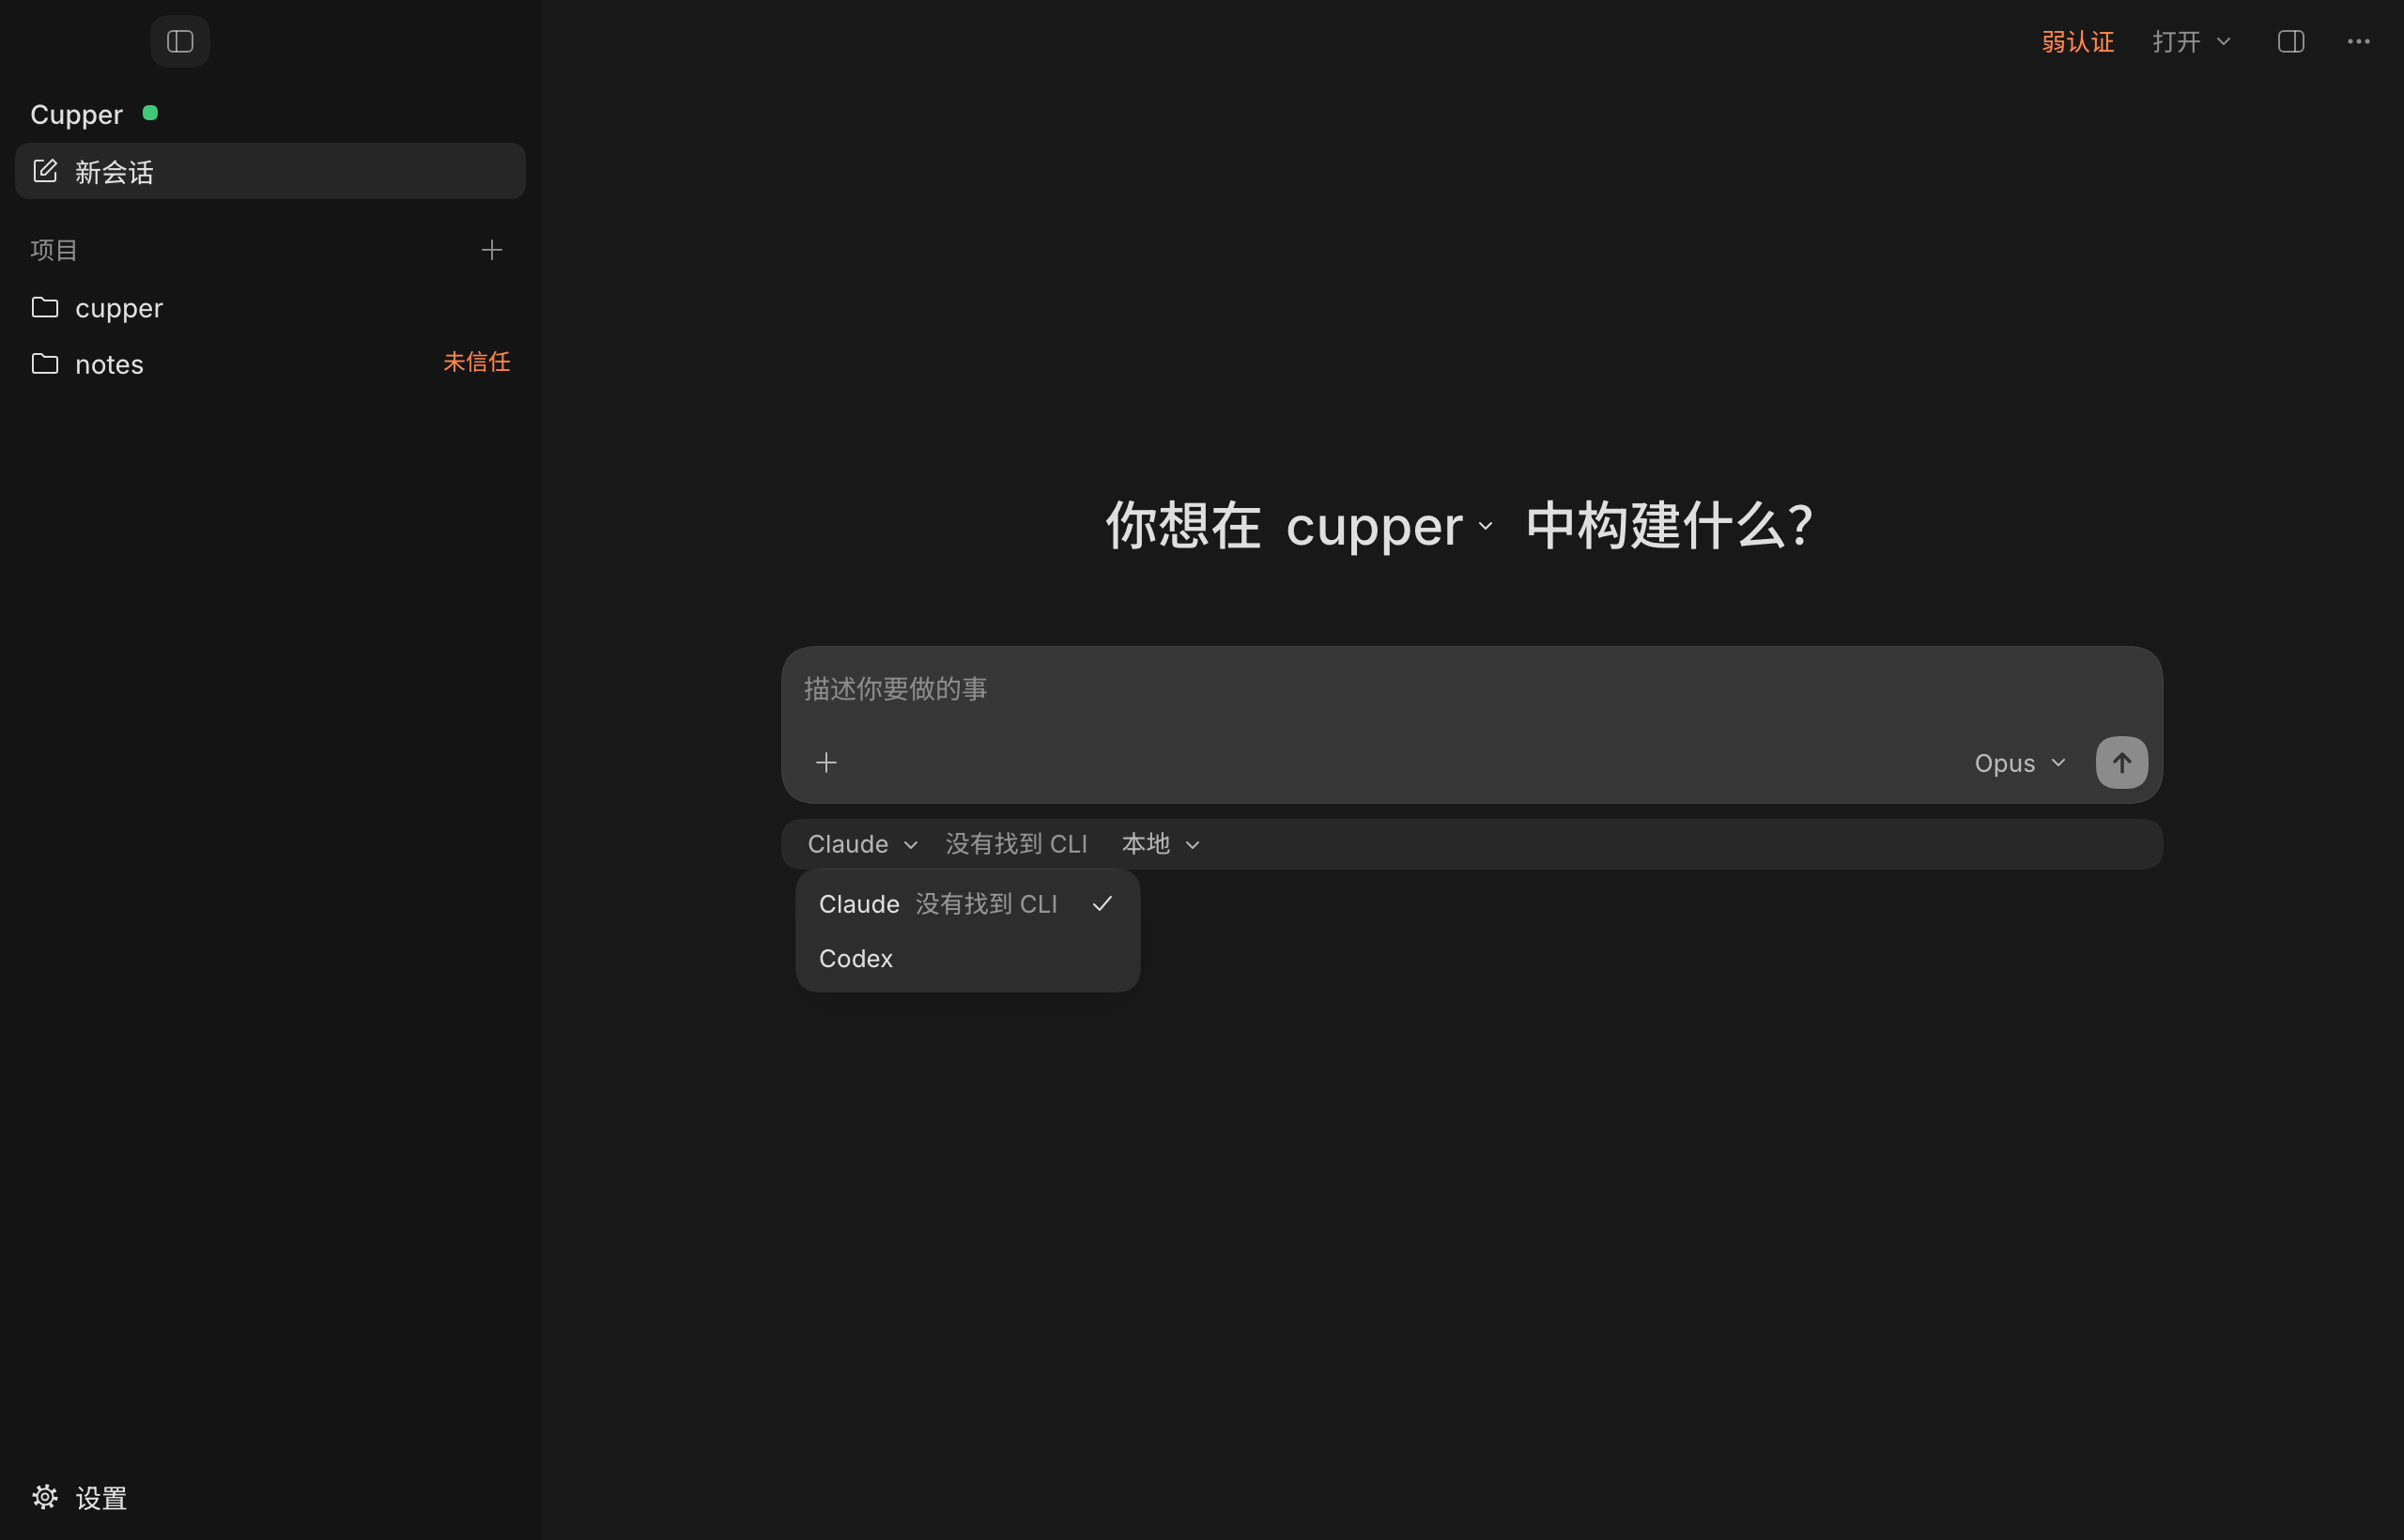 弱认证 打开
Cupper
新会话
项目
cupper
notes 未信任
你想在 cupper 中构建什么？
描述你要做的事
Opus
Claude 没有找到 CLI 本地
Claude 没有找到 CLI
Codex
设置